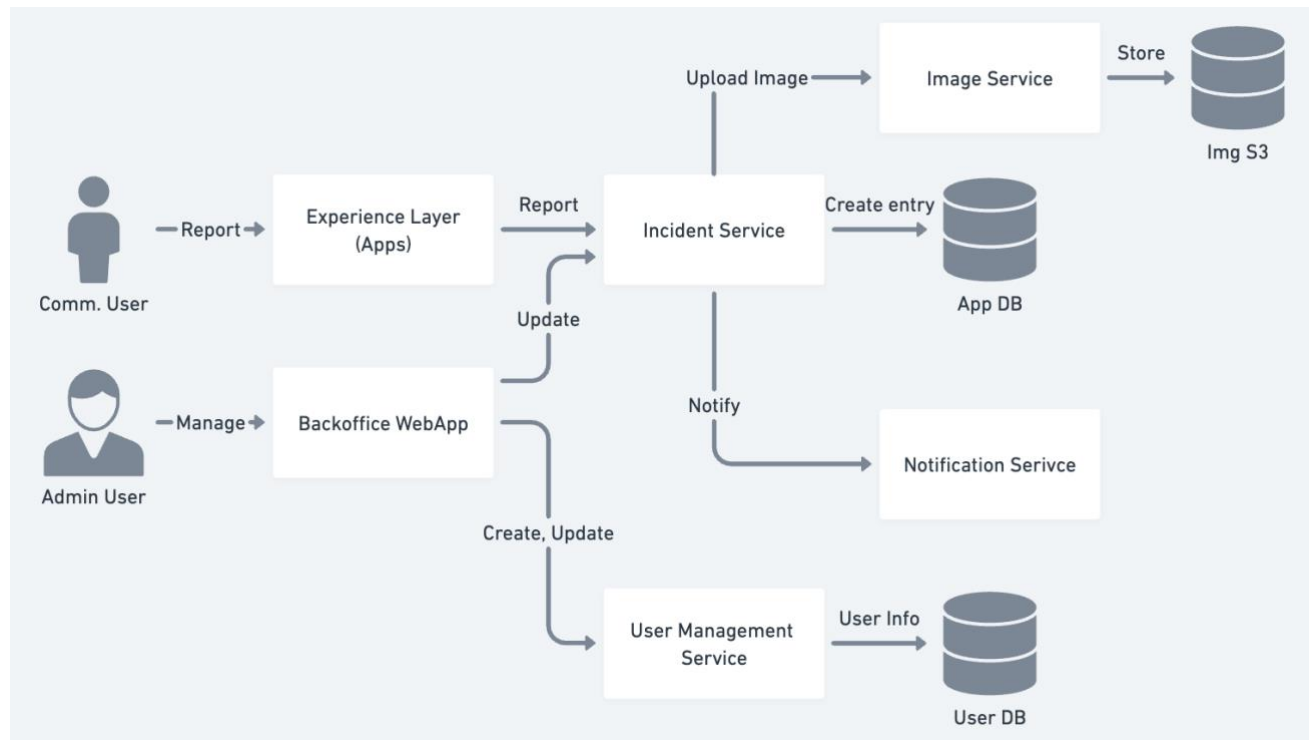 Upload Image
Image Service
Store
Img S3
Report
Experience Layer
(Apps)
Report
Incident Service
Create entry
Comm. User
App DB
Update
Manage
Backoffice WebApp
Notify
Admin User
Notification Serivce
Create, Update
User Management
Service
User Info
User DB